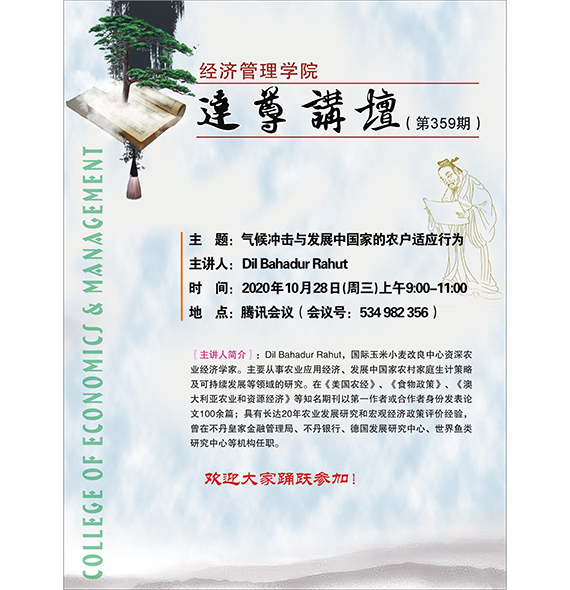 经济管理学院
達尊講壇(第359期)
COLLEGE OF ECONOMICS & MANAGEMENT
主 题：气候冲击与发展中国家的农户适应行为
主讲人：Dil Bahadur Rahut
时 间：2020年10月28日(周三)上午9:00-11:00
地 点：腾讯会议（会议号：534 982 356）
[主讲人简介]：Dil Bahadur Rahut，国际玉米小麦改良中心资深农
业经济学家。主要从事农业应用经济、发展中国家农村家庭生计策略
及可持续发展等领域的研究。在《美国农经》、《食物政策》、《澳
大利亚农业和资源经济》等知名期刊以第一作者或合作者身份发表论
文100余篇；具有长达20年农业发展研究和宏观经济政策评价经验，
曾在不丹皇家金融管理局、不丹银行、德国发展研究中心、世界鱼类
研究中心等机构任职。
欢迎大家踊跃参加!